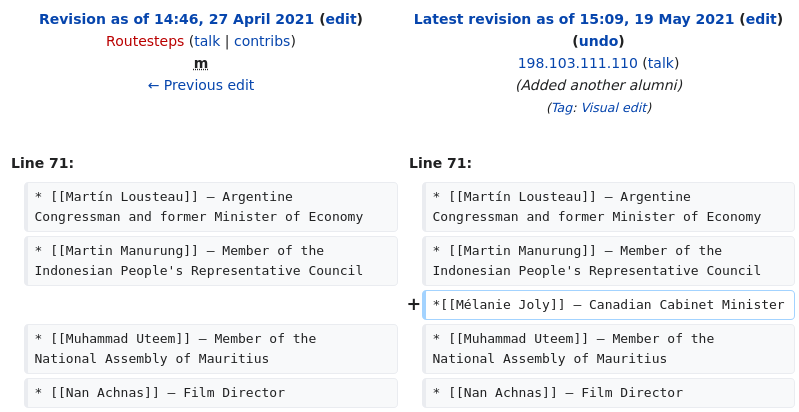 Revision as of 14:46, 27 April 2021 (edit)
Routesteps (talk | contribs)
m
← Previous edit
Latest revision as of 15:09, 19 May 2021 (edit)
(undo)
198.103.111.110 (talk)
(Added another alumni)
(Tag: Visual edit)
Line 71:
* [[Martín Lousteau]] – Argentine
Congressman and former Minister of Economy
* [[Martin Manurung]] – Member of the
Indonesian People's Representative Council
* [[Muhammad Uteem]] – Member of the
National Assembly of Mauritius
* [[Nan Achnas]] – Film Director
Line 71:
* [[Martín Lousteau]] – Argentine
Congressman and former Minister of Economy
* [[Martin Manurung]] – Member of the
Indonesian People's Representative Council
+ *[[Mélanie Joly]] – Canadian Cabinet Minister
* [[Muhammad Uteem]] – Member of the
National Assembly of Mauritius
* [[Nan Achnas]] – Film Director